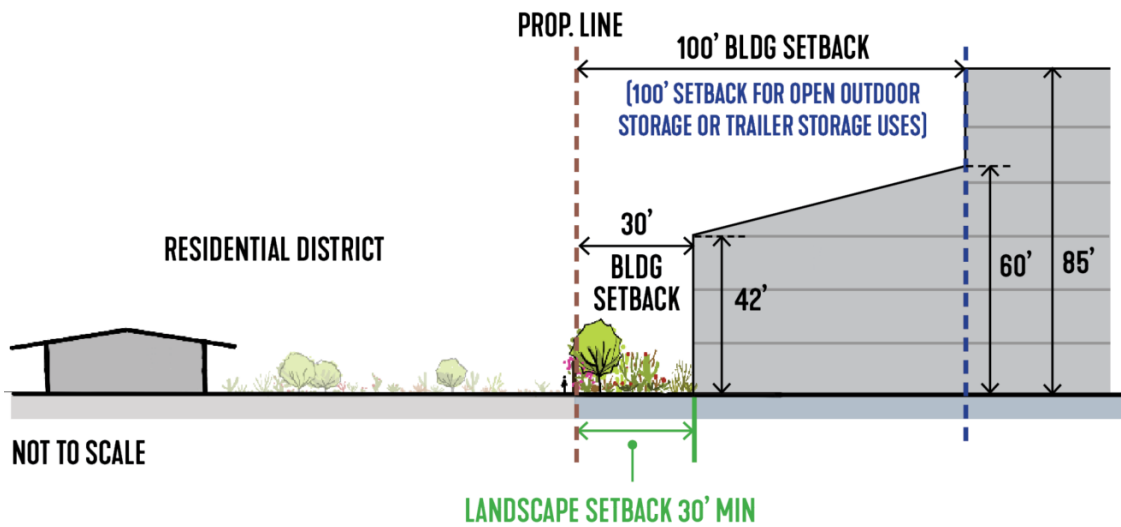 PROP. LINE
100’ BLDG SETBACK
(100’ SETBACK FOR OPEN OUTDOOR
STORAGE OR TRAILER STORAGE USES)
RESIDENTIAL DISTRICT
30’
BLDG
SETBACK
42’
60’
85’
NOT TO SCALE
LANDSCAPE SETBACK 30’ MIN